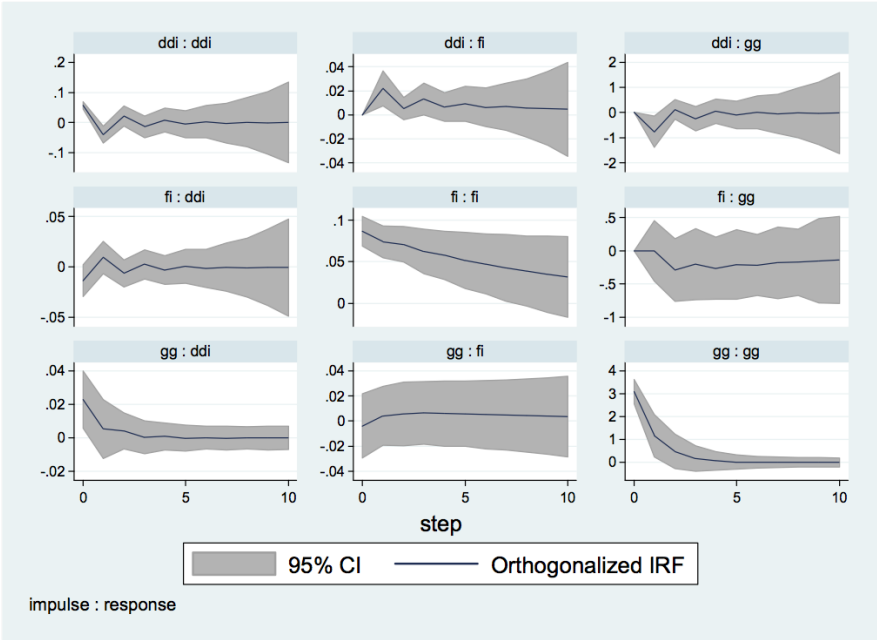 ddi : ddi
ddi : fi
ddi : gg
.2
.1
0
-.1
.04
.02
0
-.02
-.04
2
1
0
-1
-2
fi : ddi
fi : fi
fi : gg
.05
0
-.05
.1
.05
0
.5
0
-.5
-1
gg : ddi
gg : fi
gg : gg
.04
.02
0
-.02
.04
.02
0
-.02
-.04
4
3
2
1
0
0 5 10
0 5 10
0 5 10
step
95% CI
Orthogonalized IRF
impulse : response